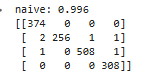 naive: 0.996
[[374   0   0   0]
 [  2 256   1   1]
 [  1   0 508   1]
 [  0   0   0 308]]